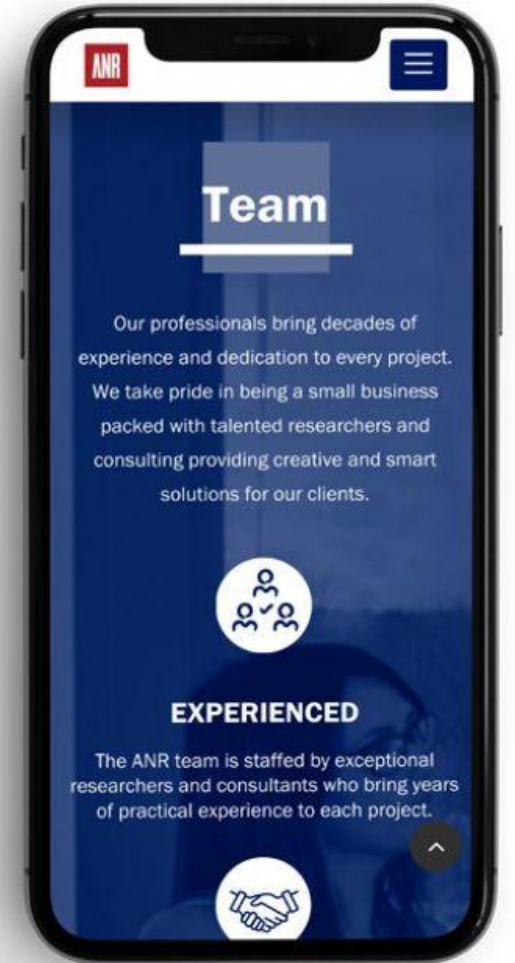 ANR
Team
Our professionals bring decades of
experience and dedication to every project.
We take pride in being a small business
packed with talented researchers and
consulting providing creative and smart
solutions for our clients.
EXPERIENCED
The ANR team is staffed by exceptional
researchers and consultants who bring years
of practical experience to each project.